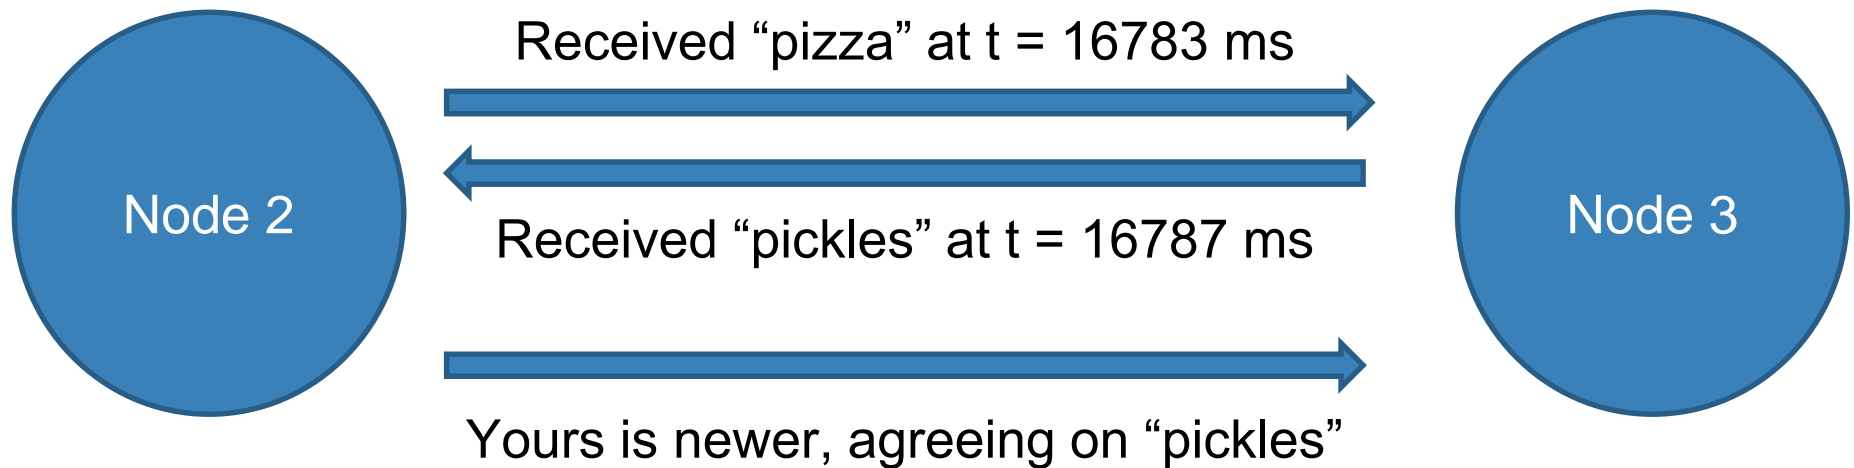 Received “pizza” at t = 16783 ms
Node 2
Node 3
Received “pickles” at t = 16787 ms
Yours is newer, agreeing on “pickles”